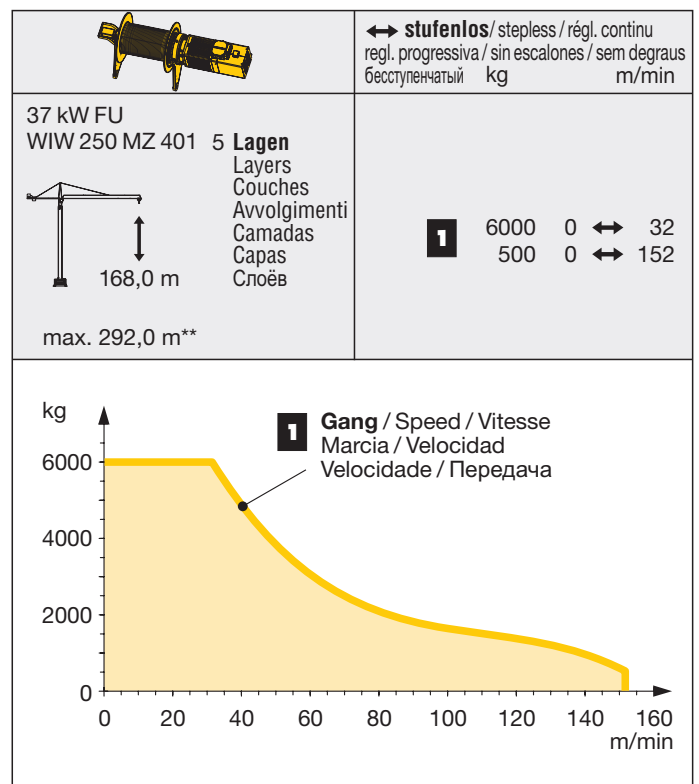 ↔ stufenlos / stepless / régl. continu
regl. progressiva / sin escalones / sem degraus
бесступенчатый kg m/min
37 kW FU
WIW 250 MZ 401 5 Lagen
Layers
Couches
Avvolgimenti
Camadas
Capas
Слоёв
168,0 m
max. 292,0 m**
1 6000 0 ↔ 32
500 0 ↔ 152
kg
1 Gang / Speed / Vitesse
Marcia / Velocidad
Velocidade / Передача
6000
4000
2000
0
0 20 40 60 80 100 120 140 160
m/min